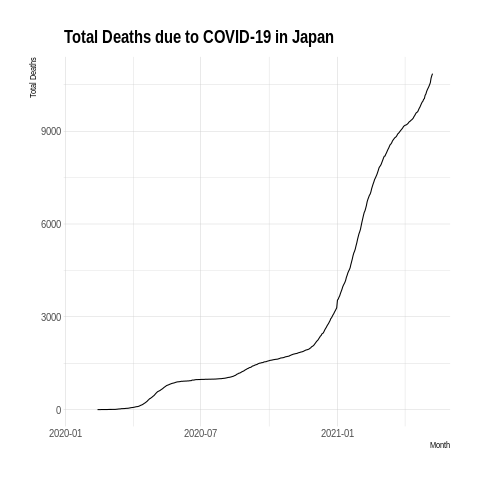 Total Deaths due to COVID-19 in Japan
Total Deaths
9000
6000
3000
0
2020-01 2020-07 2021-01
Month